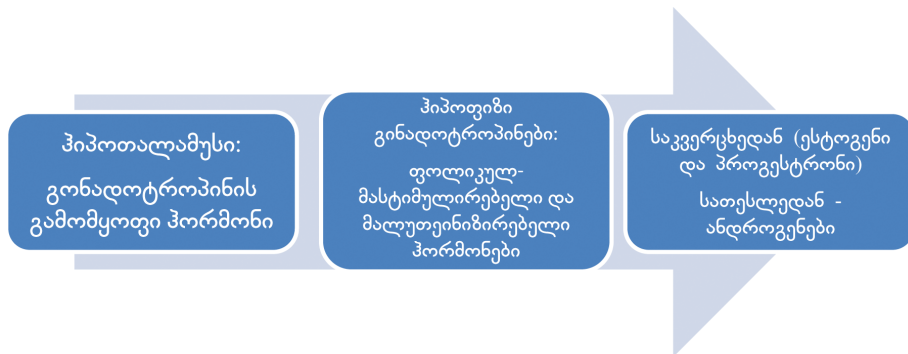 ჰიპოთალამუსი:
გონადოტროპინის
გამომყოფი ჰორმონი
ჰიპოფიზი
გინადოტროპინები:
ფოლიკულ-
მასტიმულირებელი და
მალუთეინიზირებელი
ჰორმონები
საკვერცხედან (ესტოგენი
და პროგესტრონი)
სათესლედან -
ანდროგენები